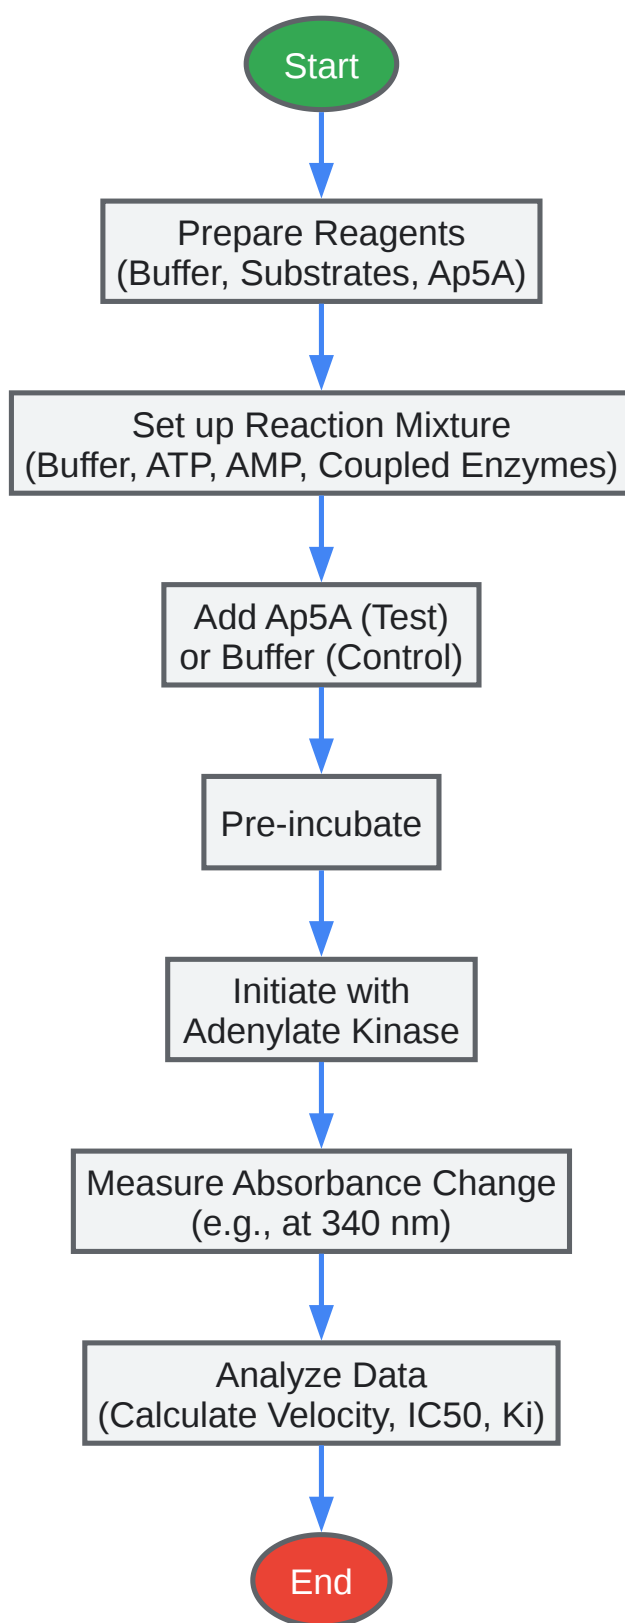 Start
Prepare Reagents
(Buffer, Substrates, Ap5A)
Set up Reaction Mixture
(Buffer, ATP, AMP, Coupled Enzymes)
Add Ap5A (Test)
or Buffer (Control)
Pre-incubate
Initiate with
Adenylate Kinase
Measure Absorbance Change
(e.g., at 340 nm)
Analyze Data
(Calculate Velocity, IC50, Ki)
End